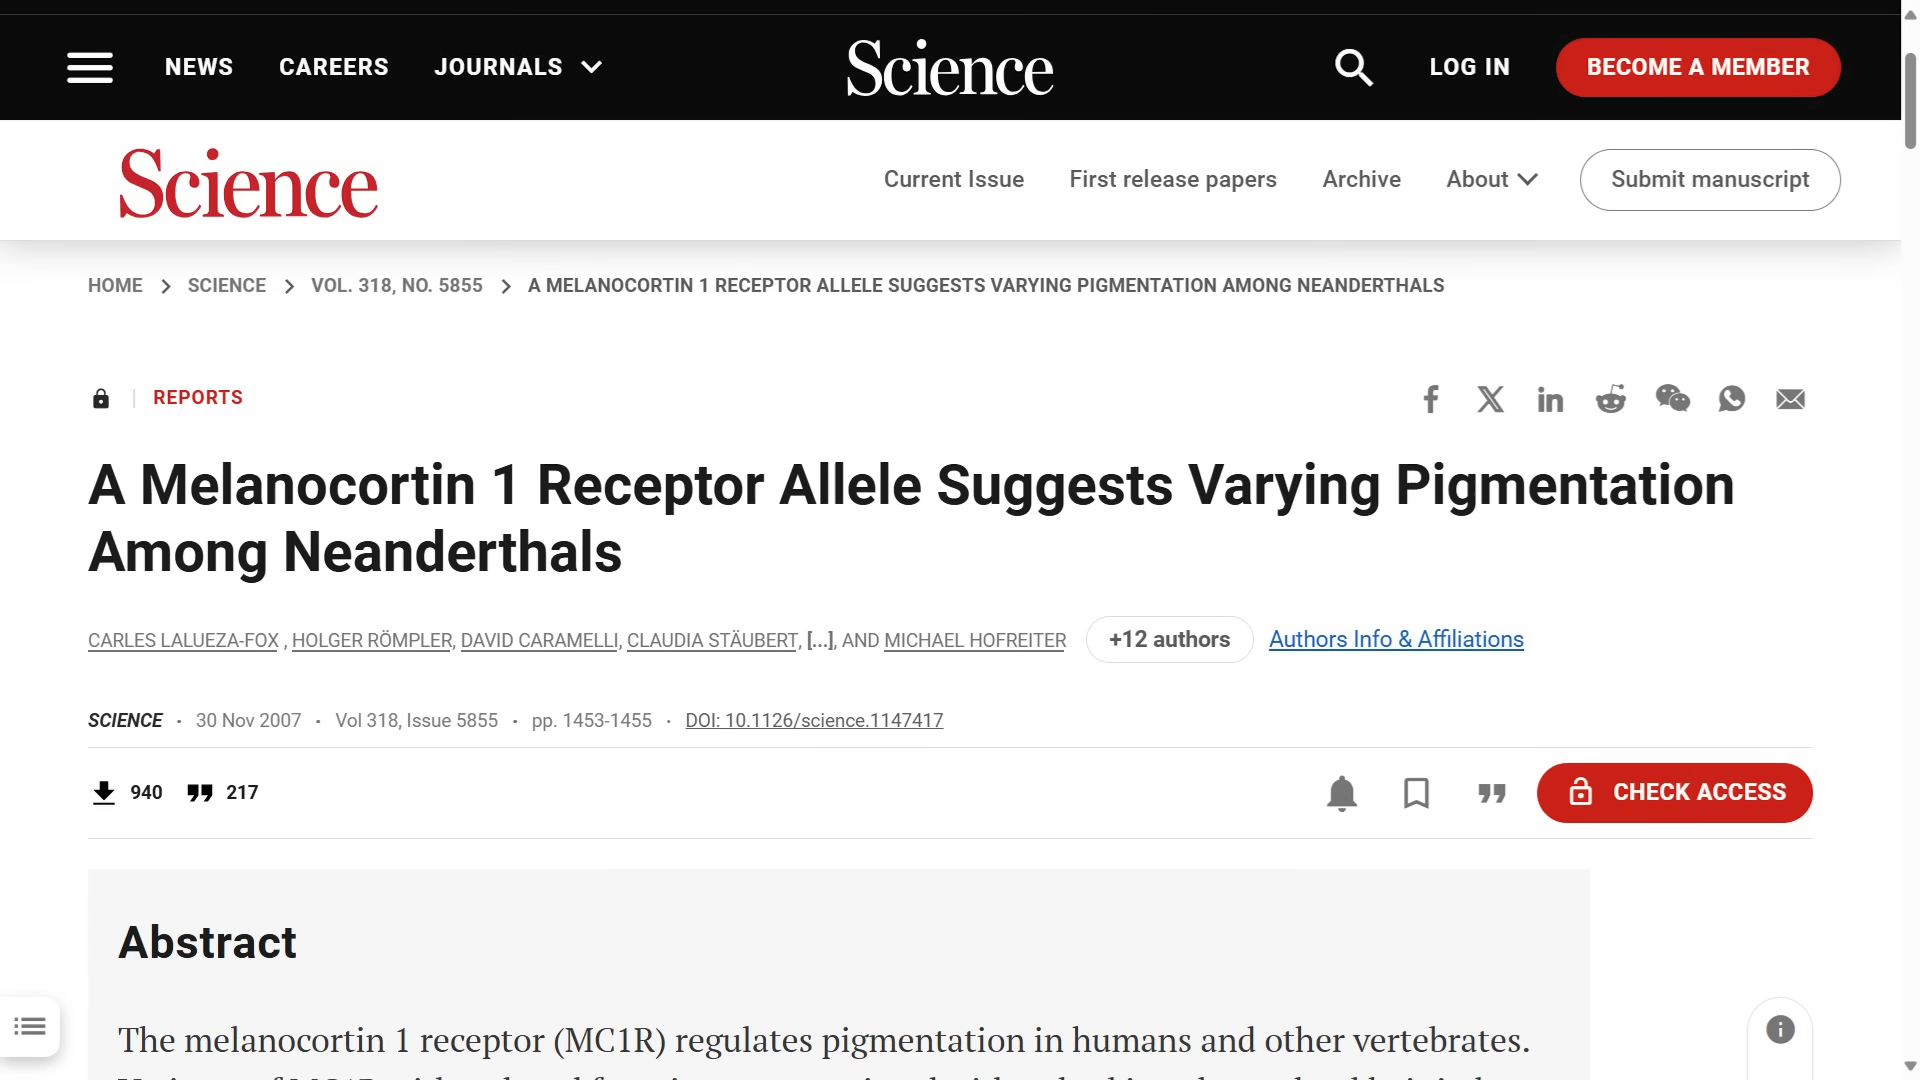 NEWS CAREERS JOURNALS Science LOG IN BECOME A MEMBER
Science Current Issue First release papers Archive About Submit manuscript
HOME SCIENCE VOL. 318, NO. 5855 A MELANOCORTIN 1 RECEPTOR ALLELE SUGGESTS VARYING PIGMENTATION AMONG NEANDERTHALS
REPORTS
A Melanocortin 1 Receptor Allele Suggests Varying Pigmentation
Among Neanderthals
CARLES LALUEZA-FOX , HOLGER RÖMPLER, DAVID CARAMELLI, CLAUDIA STÄUBERT, [...], AND MICHAEL HOFREITER +12 authors Authors Info & Affiliations
SCIENCE · 30 Nov 2007 · Vol 318, Issue 5855 · pp. 1453-1455 · DOI: 10.1126/science.1147417
940 217 CHECK ACCESS
Abstract
The melanocortin 1 receptor (MC1R) regulates pigmentation in humans and other vertebrates.